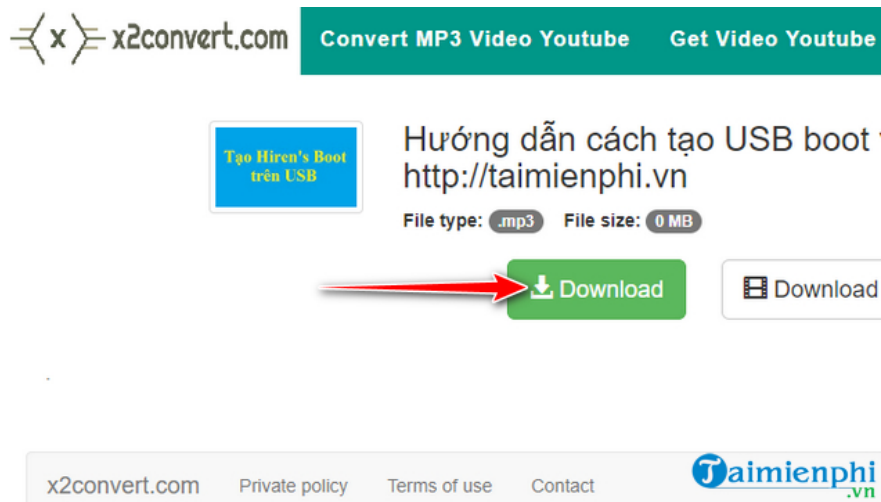 x2convert.com Convert MP3 Video Youtube Get Video Youtube
Tạo Hiren's Boot
trên USB
Hướng dẫn cách tạo USB boot
http://taimienphi.vn
File type: .mp3 File size: 0 MB
Download Download
x2convert.com Private policy Terms of use Contact
Taimienphi
.vn